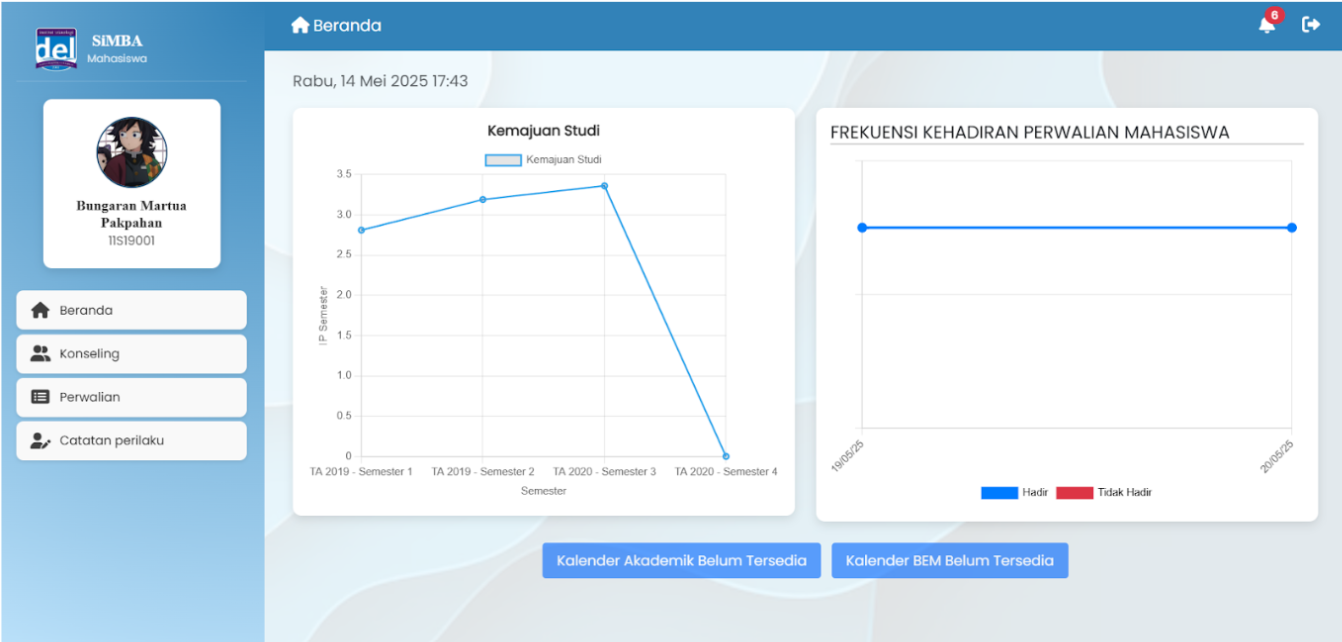 del
SiMBA
Mahasiswa
Bungaran Martua
Pakpahan
11S19001
Beranda
Konseling
Perwalian
Catatan perilaku
Beranda
6
Rabu, 14 Mei 2025 17:43
Kemajuan Studi
Kemajuan Studi
3.5
3.0
2.5
2.0
1.5
1.0
0.5
0
IP Semester
TA 2019 - Semester 1
TA 2019 - Semester 2
TA 2020 - Semester 3
TA 2020 - Semester 4
Semester
FREKUENSI KEHADIRAN PERWALIAN MAHASISWA
19/05/25
20/05/25
Hadir
Tidak Hadir
Kalender Akademik Belum Tersedia
Kalender BEM Belum Tersedia